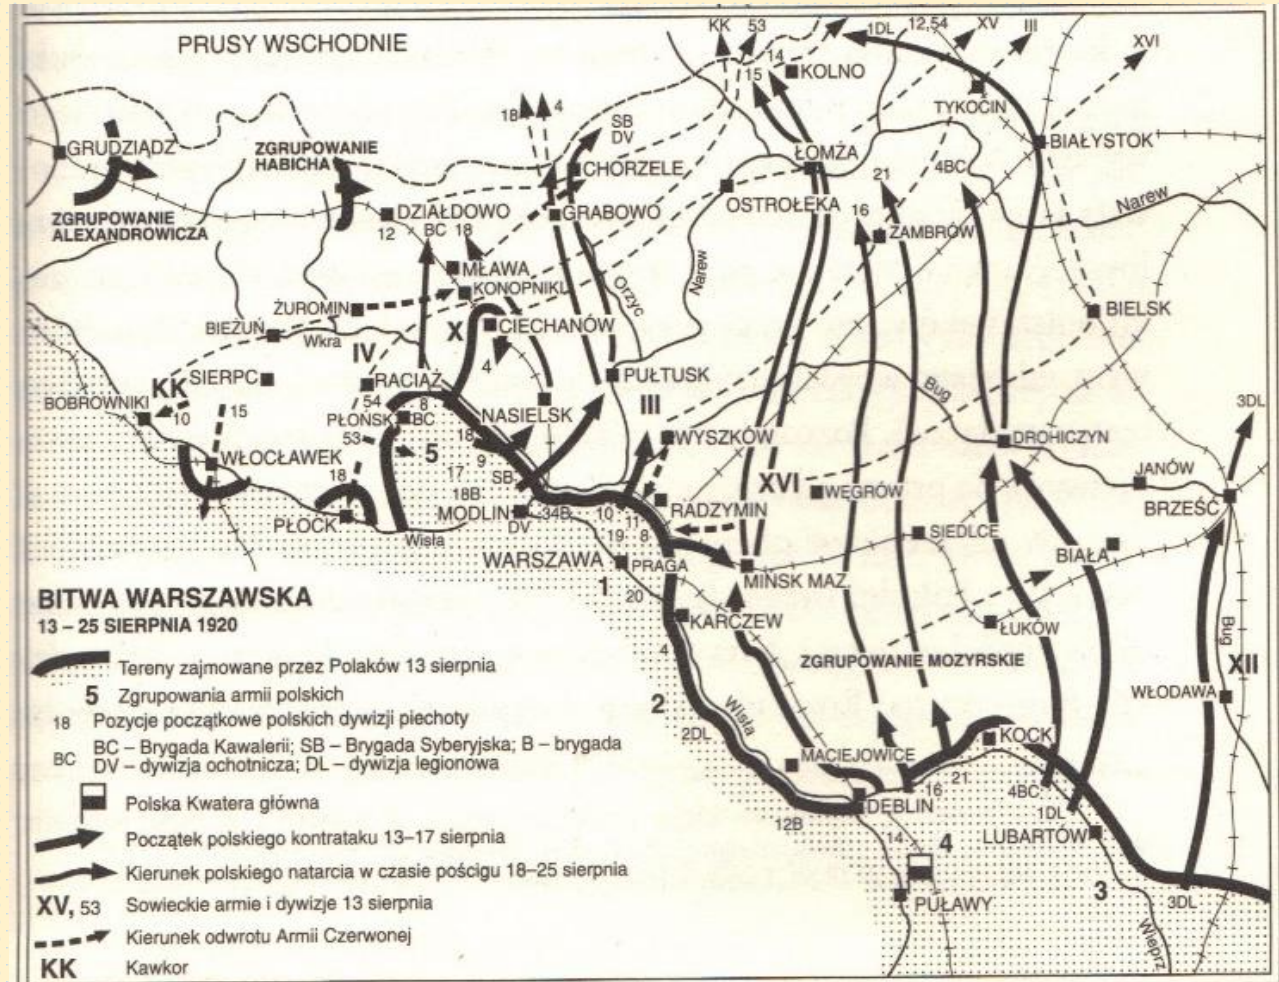 PRUSY WSCHODNIE
KK
53
1DL
12,54
XV
III
XVI
14
15
KOLNO
TYKOCIN
BIAŁYSTOK
18
4
SB
DV
CHORZELE
ŁOMŻA
4BC
21
Narew
GRUDZIĄDZ
ZGRUPOWANIE
HABICHA
ZGRUPOWANIE
ALEXANDROWICZA
DZIAŁDOWO
12
BC
18
GRABOWO
OSTROŁĘKA
16
ZAMBRÓW
MŁAWA
KONOPNIKI
Orzyc
Narew
BIELSK
ŻUROMIN
BIEŻUŃ
Wkra
X
CIECHANÓW
4
IV
SIERPC
RACIĄŻ
PUŁTUSK
Bug
KK
BOBROWNIKI
10
15
54
8
PŁOŃSK
BC
NASIELSK
III
3DL
53
5
18
WYSZKÓW
DROHICZYN
WŁOCŁAWEK
9
17
SB
18B
18
XVI
WĘGRÓW
JANÓW
BRZEŚĆ
PŁOCK
MODLIN
DV
34B
10
11
RADZYMIN
Wisła
19
8
SIEDLCE
BIAŁA
WARSZAWA
PRAGA
MIŃSK MAZ.
1
20
KARCZEW
ŁUKÓW
Bug
4
ZGRUPOWANIE MOZYRSKIE
XII
WŁODAWA
2
Wisła
2DL
KOCK
MACIEJOWICE
21
16
4BC
DĘBLIN
12B
1DL
LUBARTÓW
14
4
3
3DL
PUŁAWY
Wieprz
BITWA WARSZAWSKA
13 – 25 SIERPNIA 1920
Tereny zajmowane przez Polaków 13 sierpnia
5 Zgrupowania armii polskich
18 Pozycje początkowe polskich dywizji piechoty
BC BC – Brygada Kawalerii; SB – Brygada Syberyjska; B – brygada
DV – dywizja ochotnicza; DL – dywizja legionowa
Polska Kwatera główna
Początek polskiego kontrataku 13–17 sierpnia
Kierunek polskiego natarcia w czasie pościgu 18–25 sierpnia
XV, 53 Sowieckie armie i dywizje 13 sierpnia
Kierunek odwrotu Armii Czerwonej
KK Kawkor